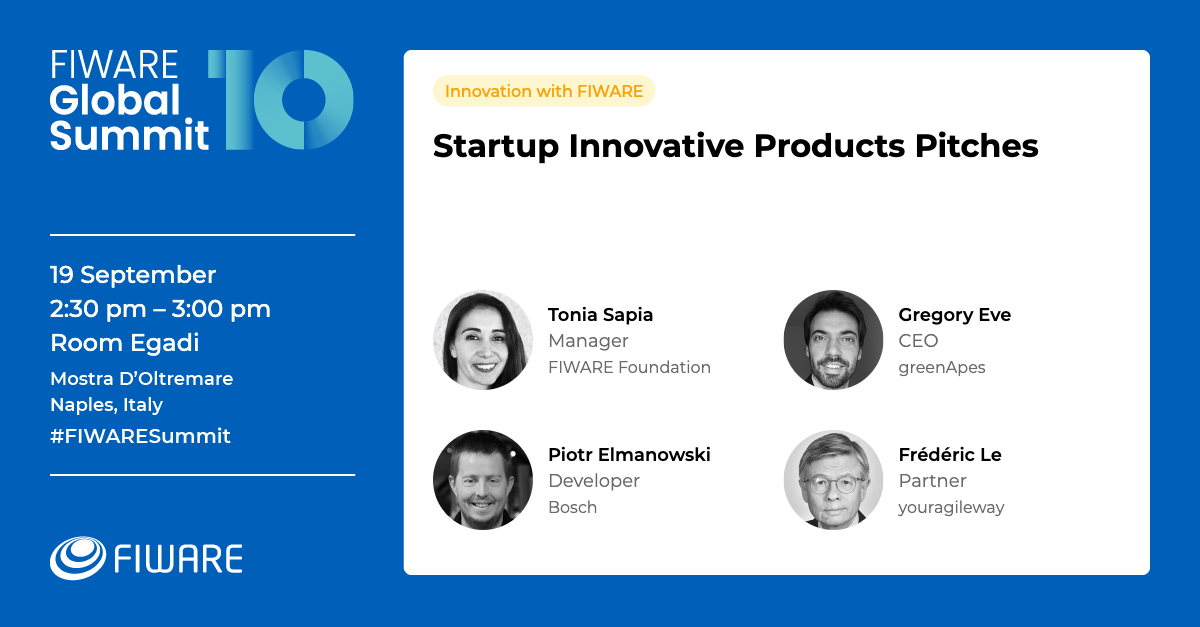 FIWARE
Global
Summit
10
19 September
2:30 pm – 3:00 pm
Room Egadi
Mostra D’Oltremare
Naples, Italy
#FIWARESummit
FIWARE
Innovation with FIWARE
Startup Innovative Products Pitches
Tonia Sapia
Manager
FIWARE Foundation
Gregory Eve
CEO
greenApes
Piotr Elmanowski
Developer
Bosch
Frédéric Le
Partner
youragileway